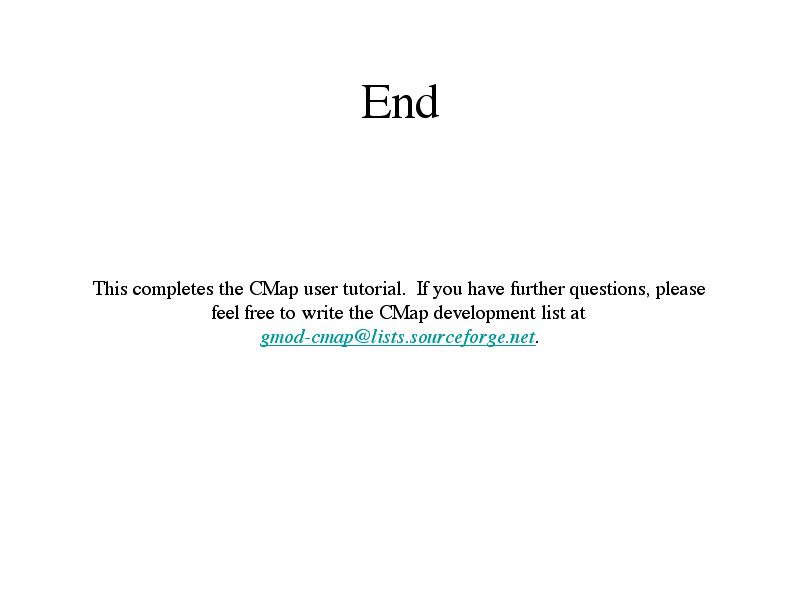 End
This completes the CMap user tutorial.  If you have further questions, please
feel free to write the CMap development list at
gmod-cmap@lists.sourceforge.net.